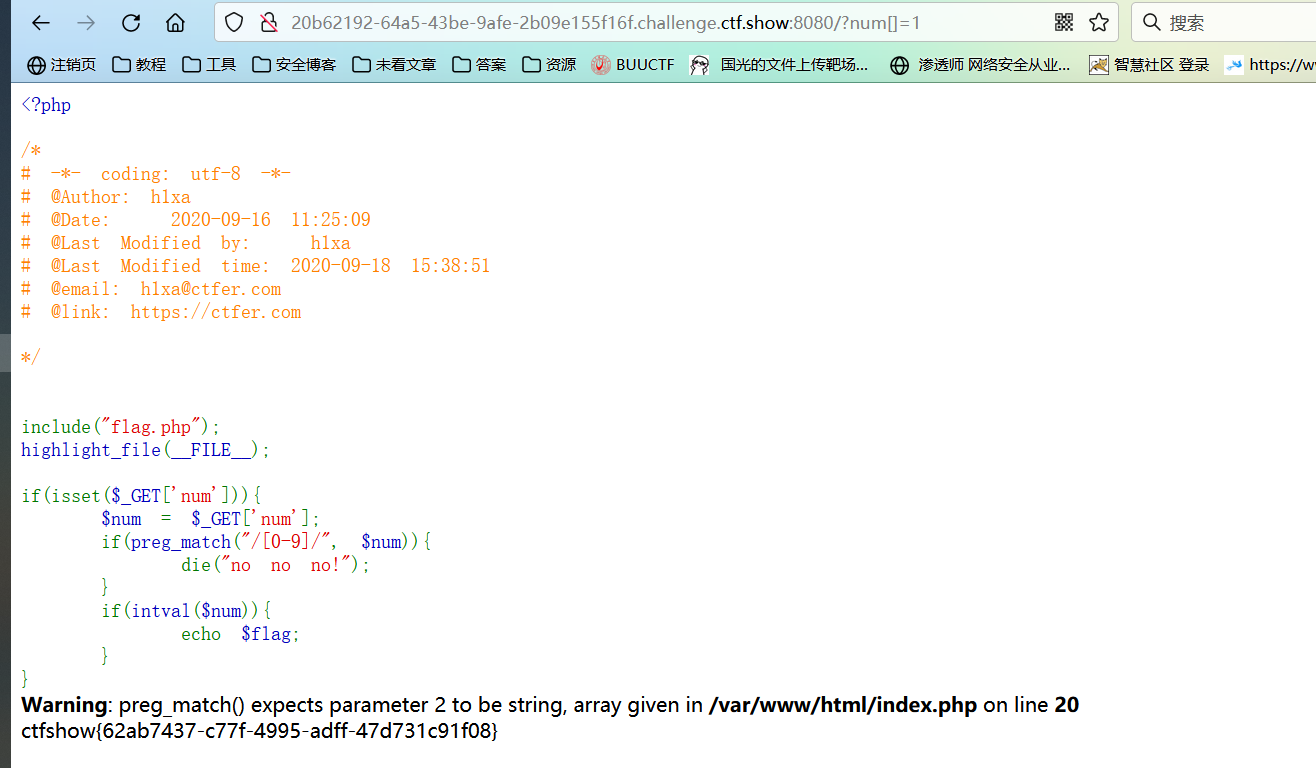 20b62192-64a5-43be-9afe-2b09e155f16f.challenge.ctf.show:8080/?num[]=1 搜索
注销页 教程 工具 安全博客 未看文章 答案 资源 BUUCTF 国光的文件上传靶场... 渗透师 网络安全从业... 智慧社区 登录 https://w
<?php
/*
# -*- coding: utf-8 -*-
# @Author: hlxa
# @Date: 2020-09-16 11:25:09
# @Last Modified by: hlxa
# @Last Modified time: 2020-09-18 15:38:51
# @email: hlxa@ctfer.com
# @link: https://ctfer.com
*/
include("flag.php");
highlight_file(__FILE__);
if(isset($_GET['num'])){
$num = $_GET['num'];
if(preg_match("/[0-9]/", $num)){
die("no no no!");
}
if(intval($num)){
echo $flag;
}
}
Warning: preg_match() expects parameter 2 to be string, array given in /var/www/html/index.php on line 20
ctfshow{62ab7437-c77f-4995-adff-47d731c91f08}